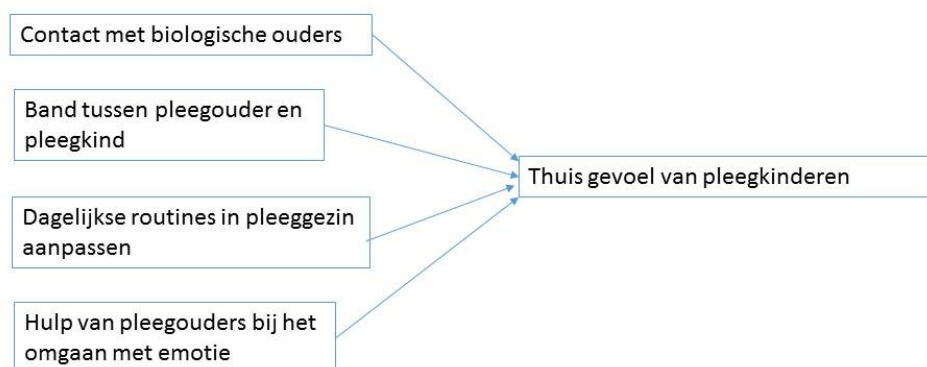 Contact met biologische ouders
Band tussen pleegouder en
pleegkind
Thuis gevoel van pleegkinderen
Dagelijkse routines in pleeggezin
aanpassen
Hulp van pleegouders bij het
omgaan met emotie